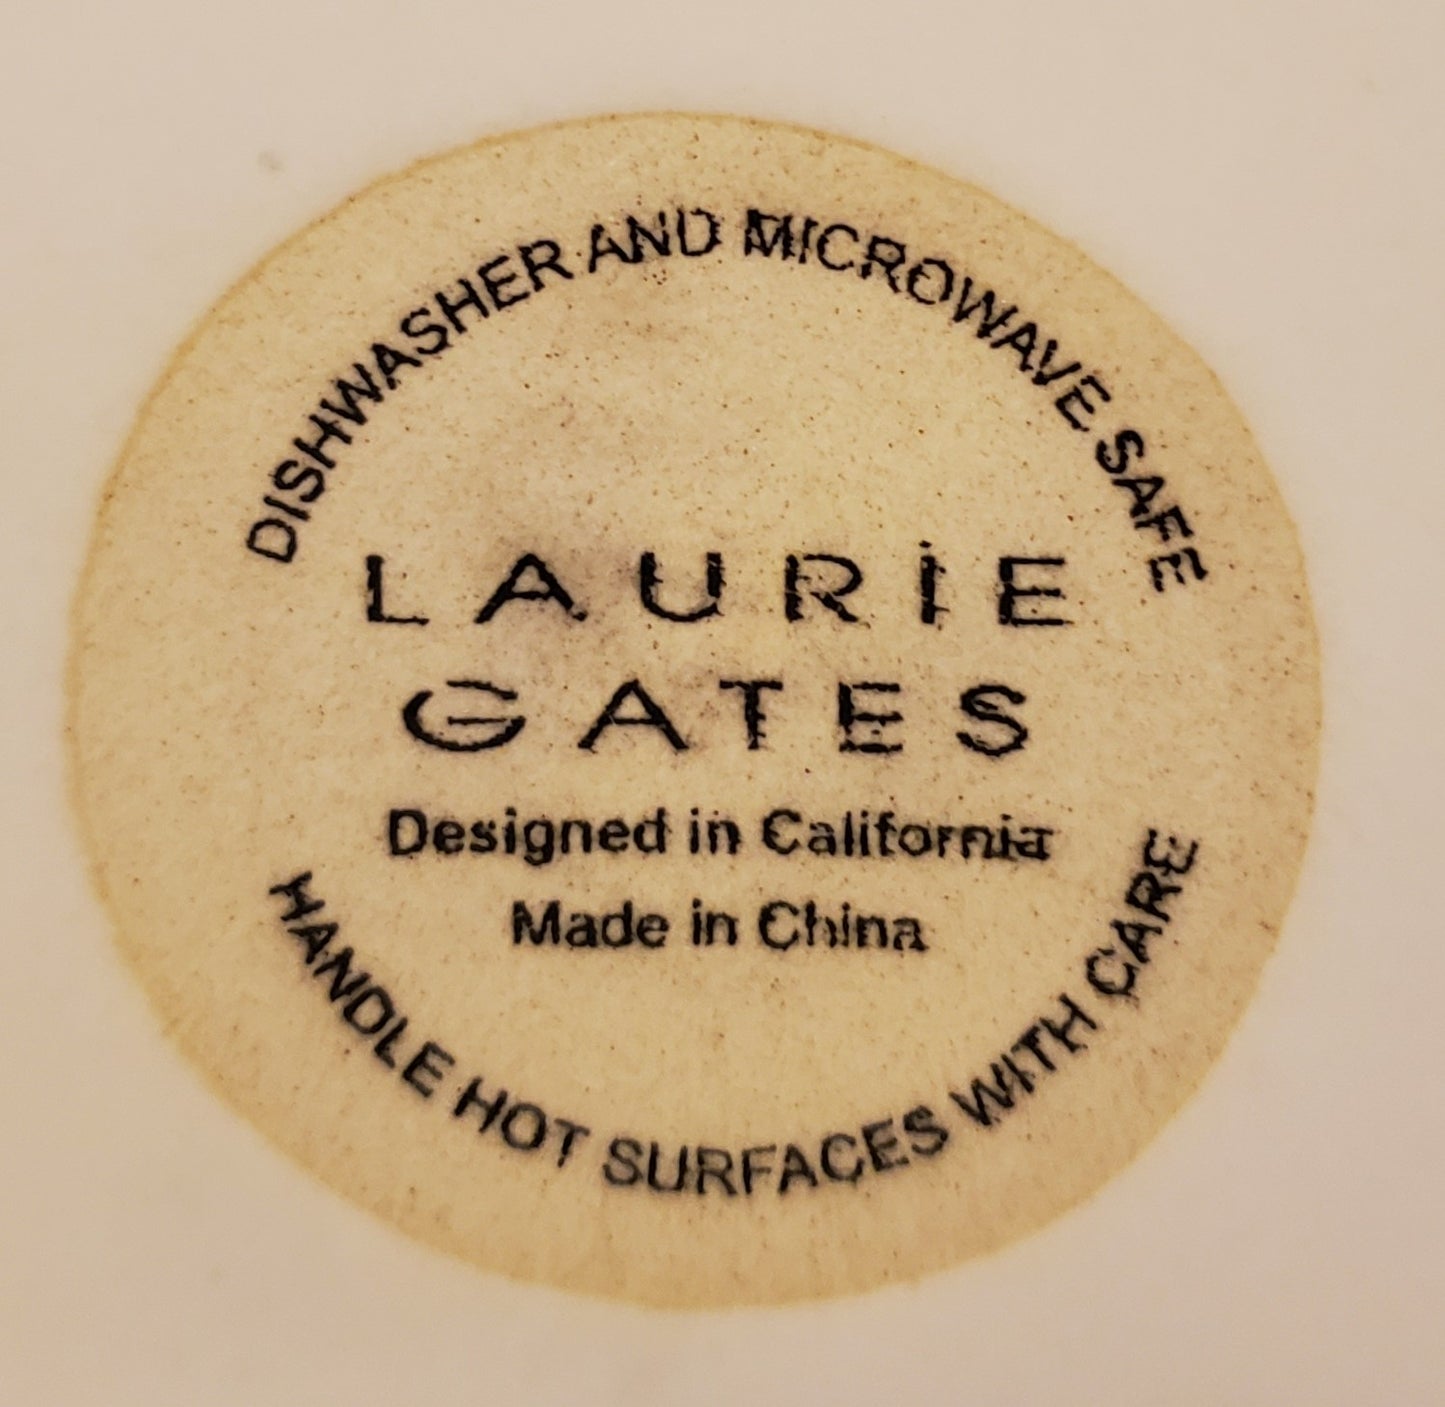 DISHWASHER AND MICROWAVE SAFE
LAURIE
GATES
Designed in California
Made in China
HANDLE HOT SURFACES WITH CARE